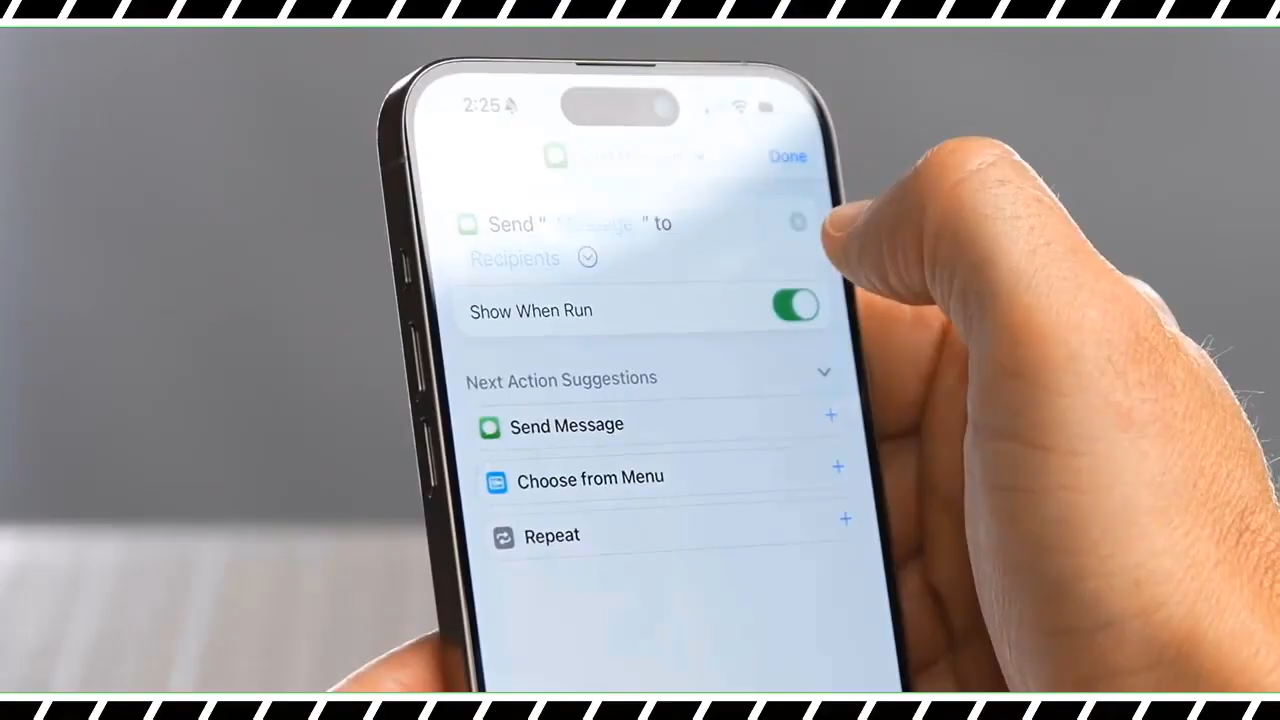 2:25
Done
Send " Message " to
Recipients
Show When Run
Next Action Suggestions
Send Message
Choose from Menu
Repeat